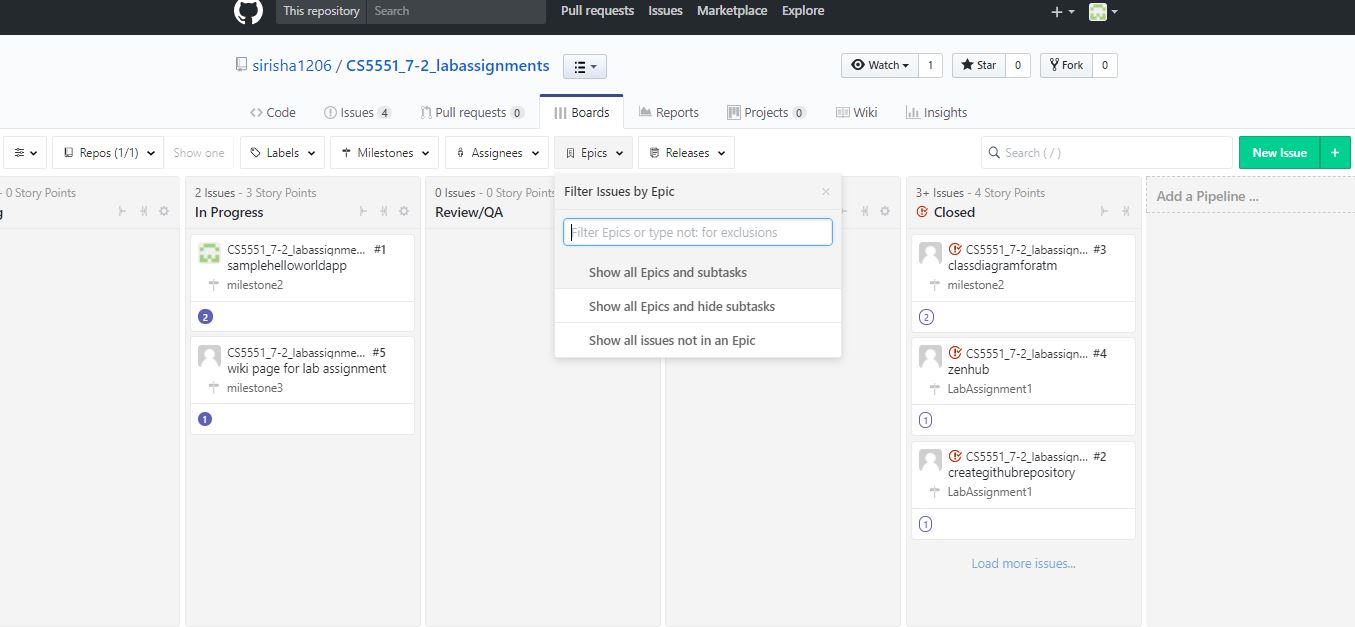 This repository Search Pull requests Issues Marketplace Explore
sirisha1206 / CS5551_7-2_labassignments
Watch 1 Star 0 Fork 0
Code Issues 4 Pull requests 0 Boards Reports Projects 0 Wiki Insights
Repos (1/1) Show one Labels Milestones Assignees Epics Releases Search ( / ) New Issue +
- 0 Story Points
g
2 Issues - 3 Story Points
In Progress
CS5551_7-2_labassignme... #1
samplehelloworldapp
milestone2
2
CS5551_7-2_labassignme... #5
wiki page for lab assignment
milestone3
1
0 Issues - 0 Story Points
Review/QA
Filter Issues by Epic
Filter Epics or type not: for exclusions
Show all Epics and subtasks
Show all Epics and hide subtasks
Show all issues not in an Epic
3+ Issues - 4 Story Points
Closed
CS5551_7-2_labassign... #3
classdiagramforatm
milestone2
2
CS5551_7-2_labassign... #4
zenhub
LabAssignment1
1
CS5551_7-2_labassign... #2
creategithubrepository
LabAssignment1
1
Load more issues...
Add a Pipeline ...